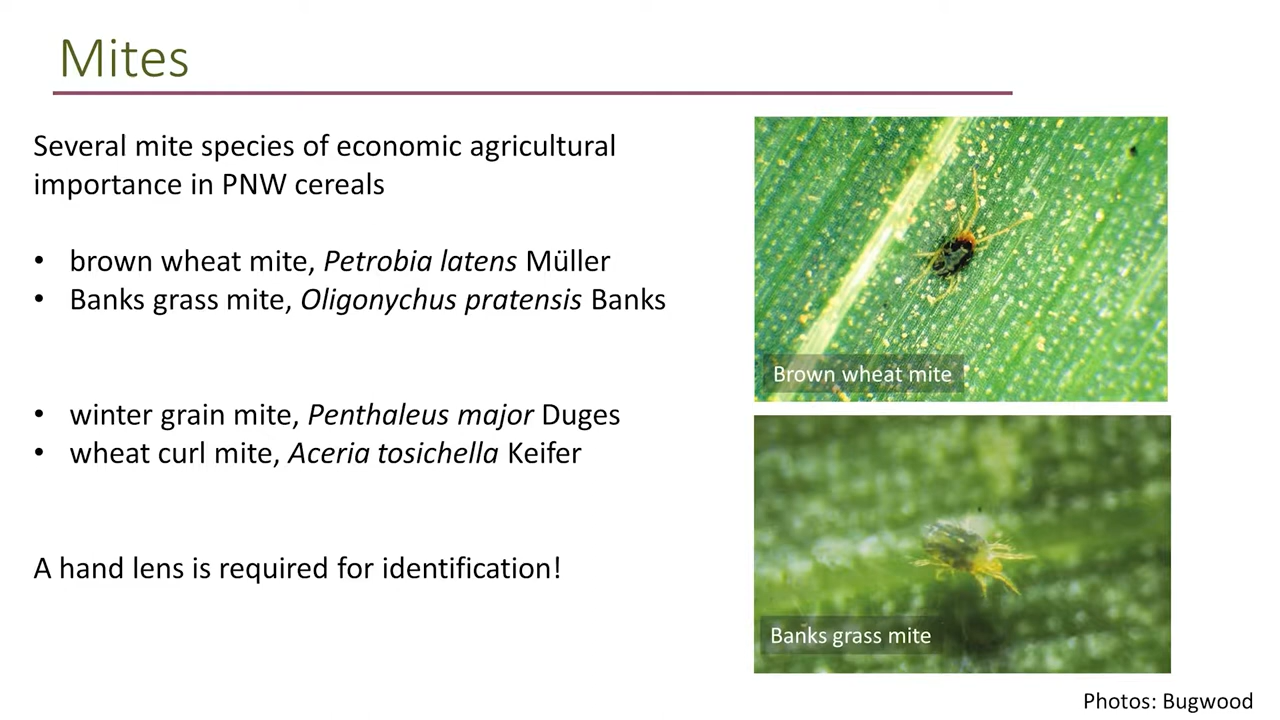 Mites
Several mite species of economic agricultural
importance in PNW cereals
• brown wheat mite, Petrobia latens Müller
• Banks grass mite, Oligonychus pratensis Banks
• winter grain mite, Penthaleus major Duges
• wheat curl mite, Aceria tosichella Keifer
A hand lens is required for identification!
Brown wheat mite
Banks grass mite
Photos: Bugwood